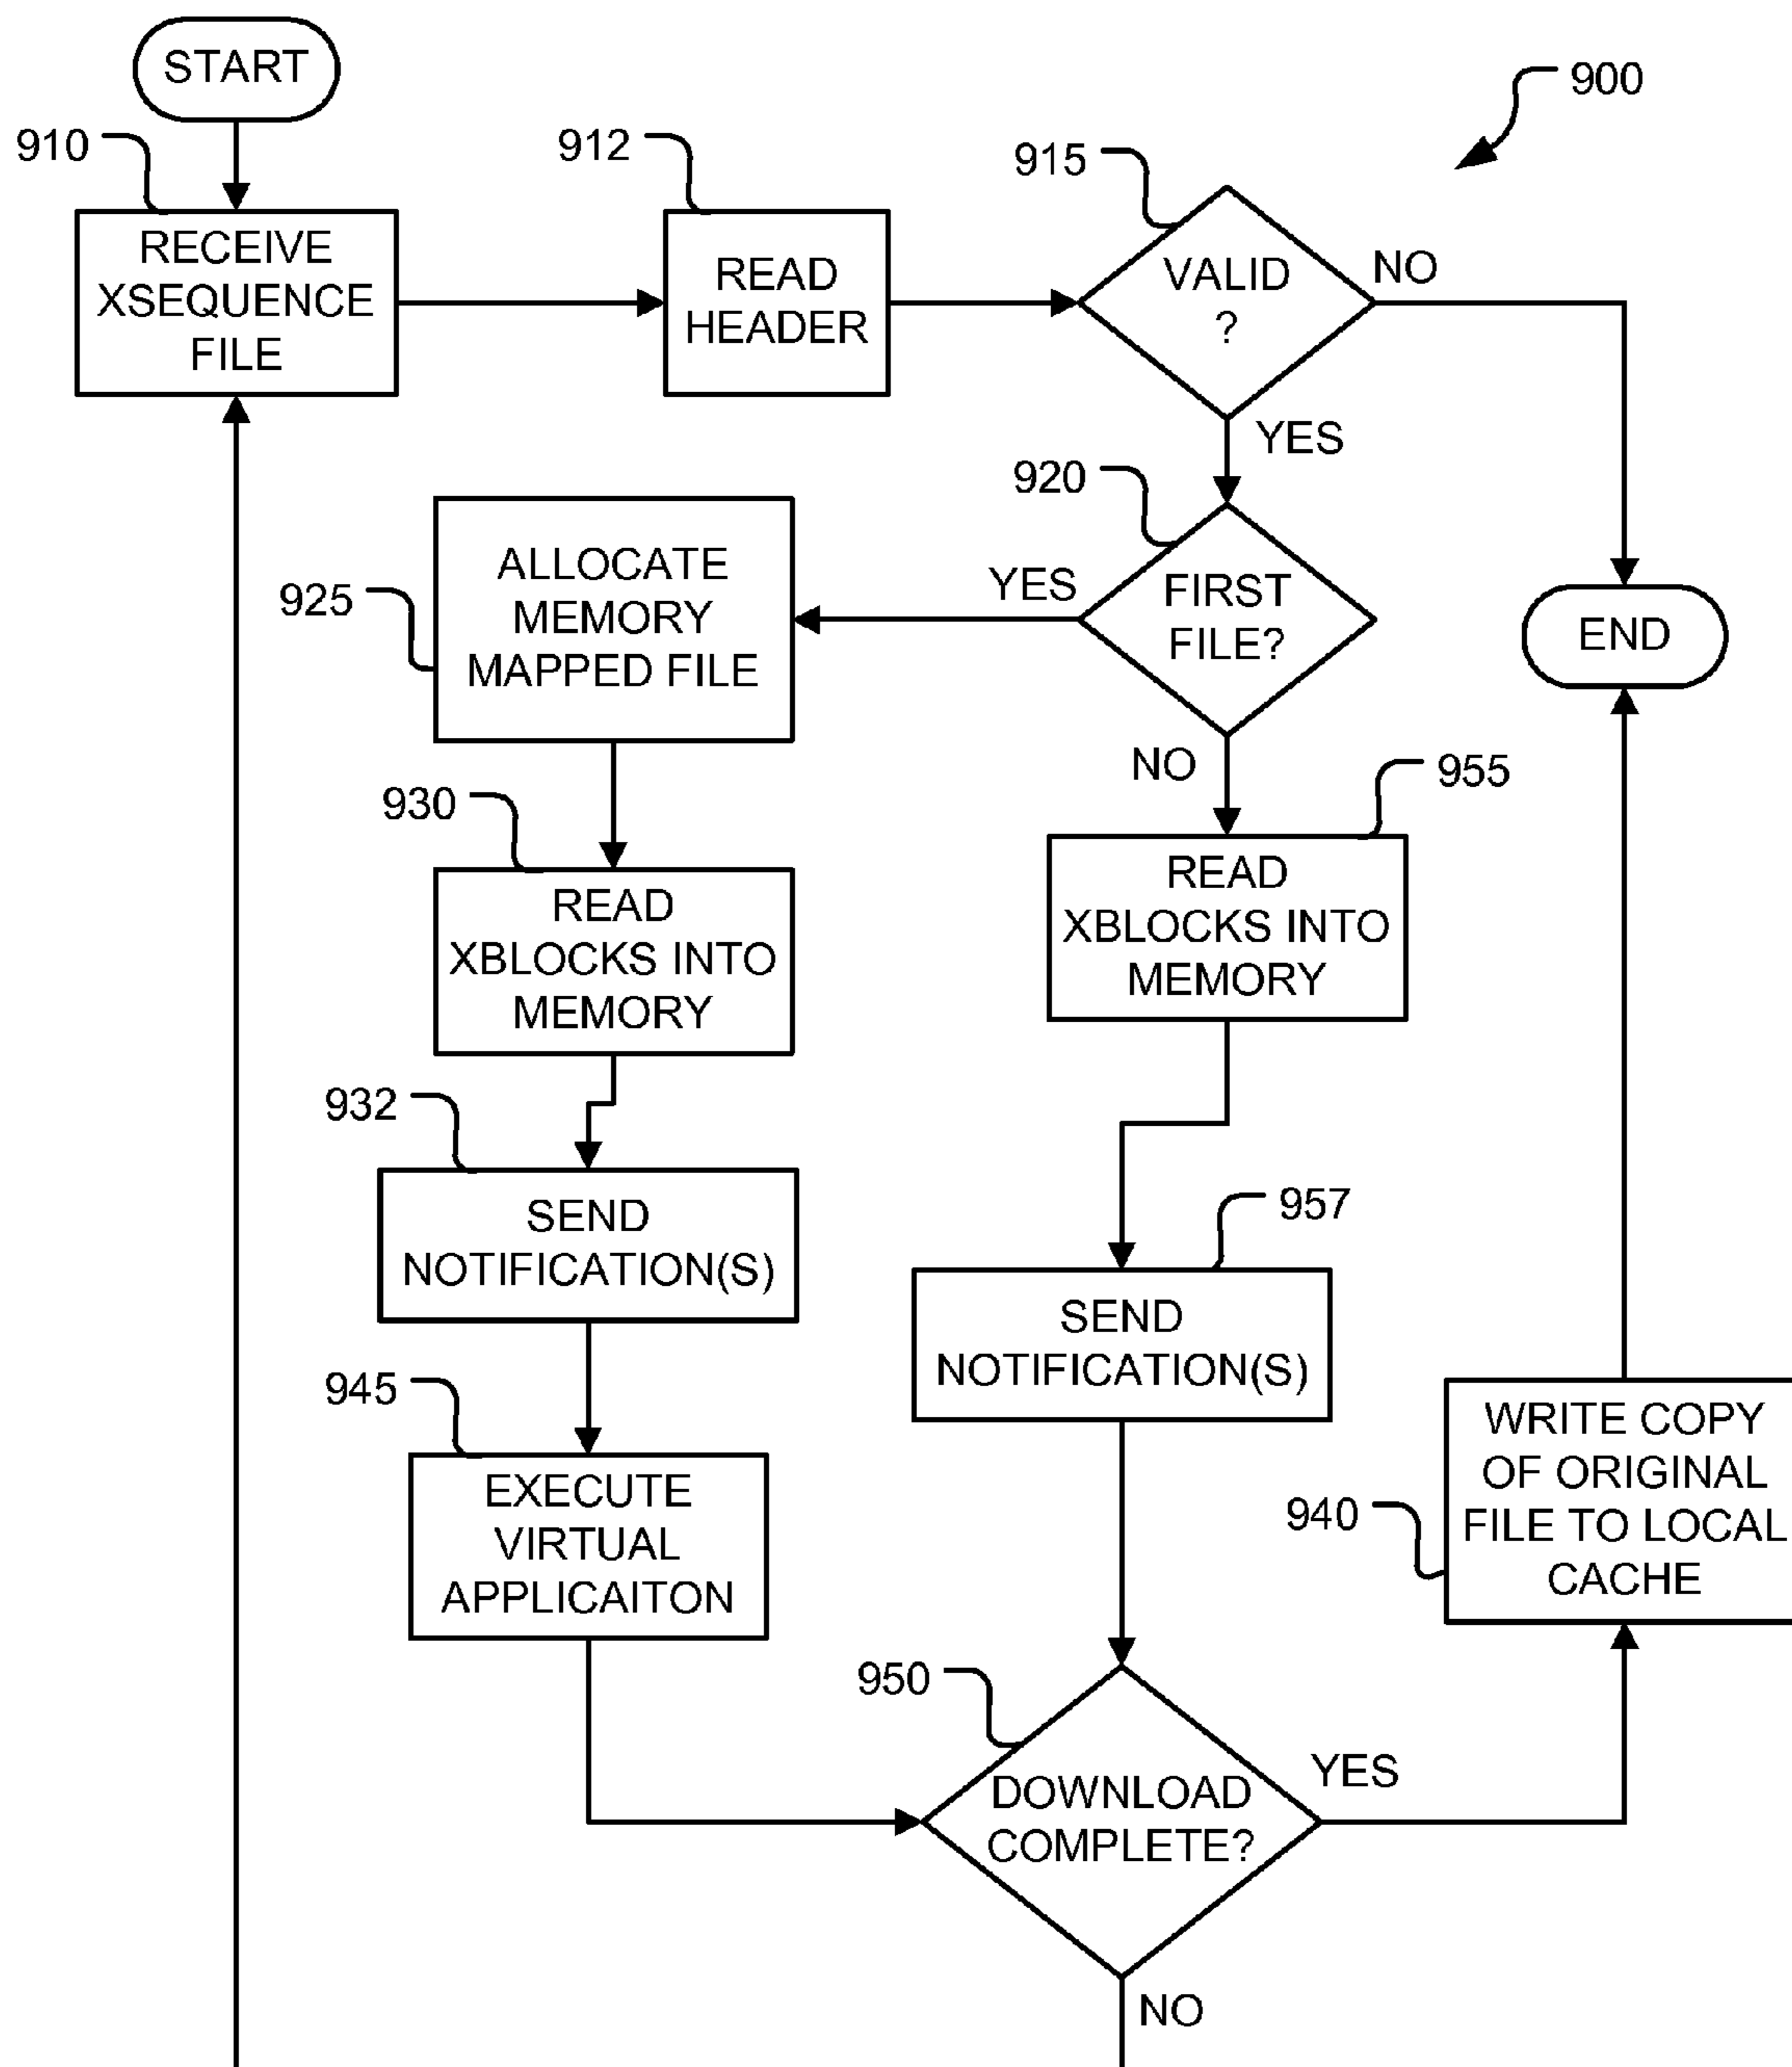 START
900
910
912
915
RECEIVE
XSEQUENCE
FILE
READ
HEADER
VALID
?
NO
YES
920
925
ALLOCATE
MEMORY
MAPPED FILE
YES
FIRST
FILE?
END
NO
930
955
READ
XBLOCKS INTO
MEMORY
READ
XBLOCKS INTO
MEMORY
932
957
SEND
NOTIFICATION(S)
SEND
NOTIFICATION(S)
945
EXECUTE
VIRTUAL
APPLICAITON
940
WRITE COPY
OF ORIGINAL
FILE TO LOCAL
CACHE
950
DOWNLOAD
COMPLETE?
YES
NO